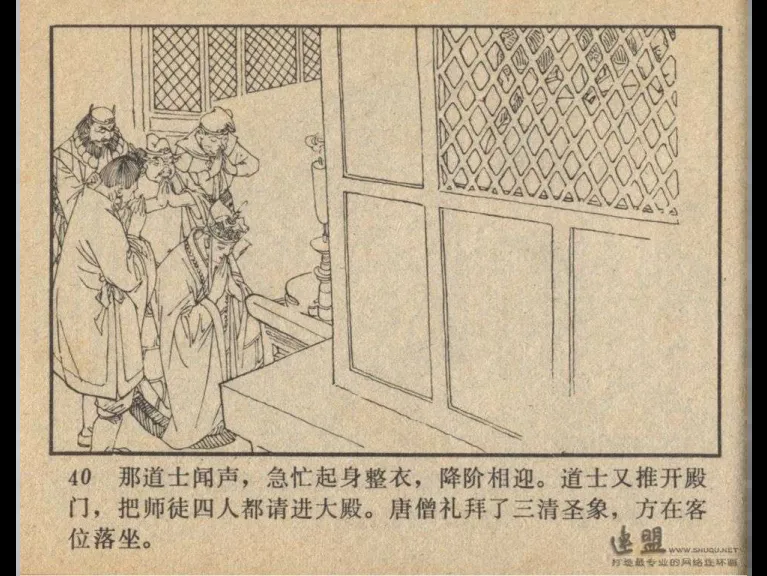 40 那道士闻声，急忙起身整衣，降阶相迎。道士又推开殿
门，把师徒四人都请进大殿。唐僧礼拜了三清圣象，方在客
位落坐。
连盟 WWW.SHUQU.NET
打造最专业的网络连环画